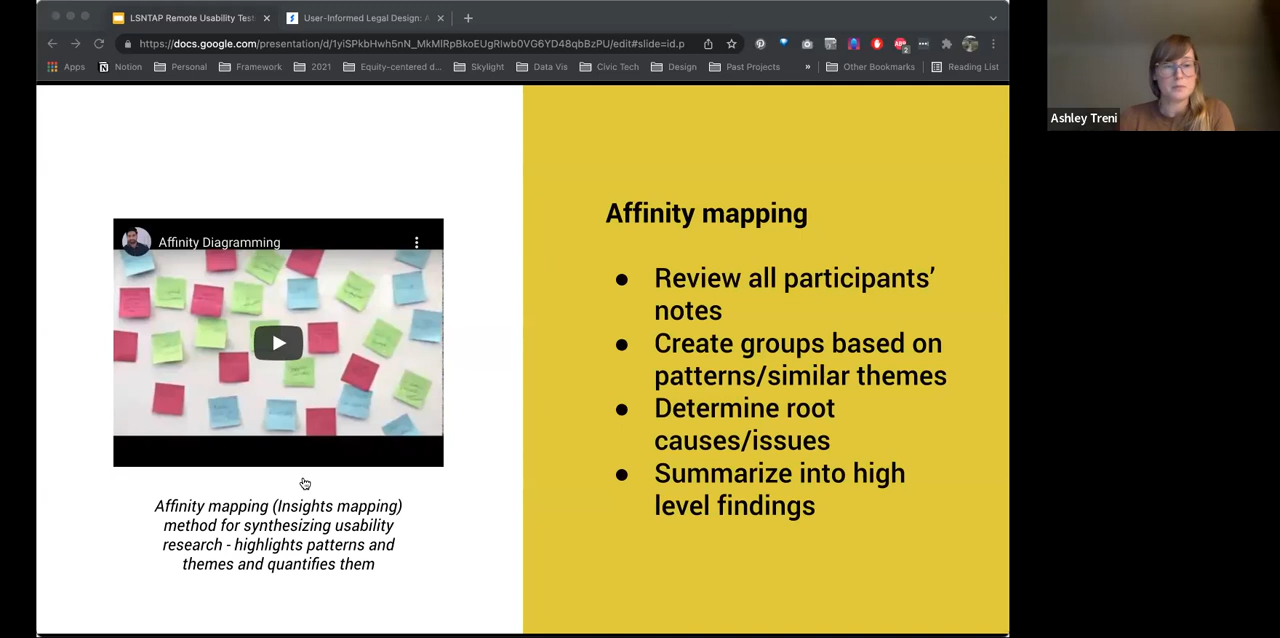 LSNTAP Remote Usability Tes
User-Informed Legal Design: A
https://docs.google.com/presentation/d/1yiSPkbHwh5nN_MkMIRpBkoEUgRIwb0VG6YD48qbBzPU/edit#slide=id.p
Apps
Notion
Personal
Framework
2021
Equity-centered d...
Skylight
Data Vis
Civic Tech
Design
Past Projects
»
Other Bookmarks
Reading List
Ashley Treni
Affinity Diagramming
Affinity mapping (Insights mapping)
method for synthesizing usability
research - highlights patterns and
themes and quantifies them
Affinity mapping
● Review all participants’
notes
● Create groups based on
patterns/similar themes
● Determine root
causes/issues
● Summarize into high
level findings